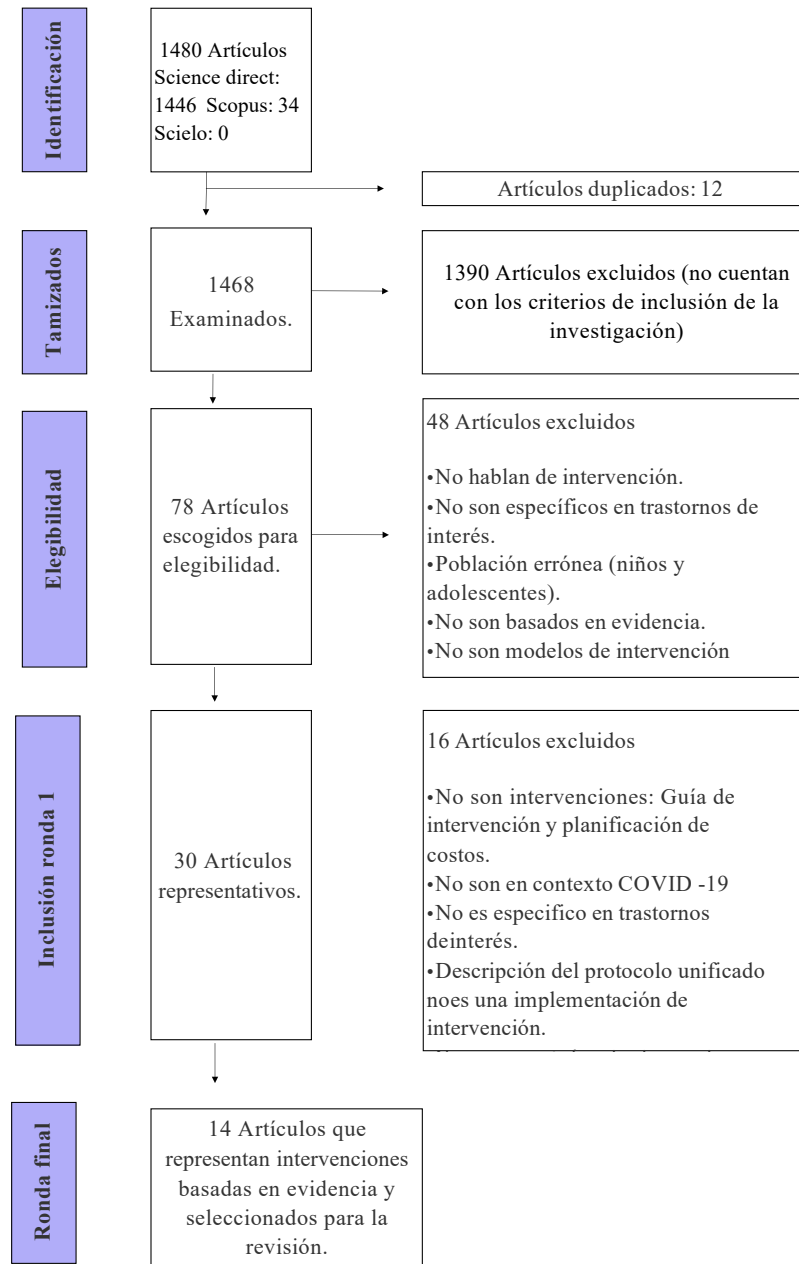 Identificación
1480 Artículos
Science direct:
1446 Scopus: 34
Scielo: 0
Artículos duplicados: 12
Tamizados
1468
Examinados.
1390 Artículos excluidos (no cuentan
con los criterios de inclusión de la
investigación)
Elegibilidad
78 Artículos
escogidos para
elegibilidad.
48 Artículos excluidos
•No hablan de intervención.
•No son específicos en trastornos de
interés.
•Población errónea (niños y
adolescentes).
•No son basados en evidencia.
•No son modelos de intervención
Inclusión ronda 1
30 Artículos
representativos.
16 Artículos excluidos
•No son intervenciones: Guía de
intervención y planificación de
costos.
•No son en contexto COVID -19
•No es especifico en trastornos
deinterés.
•Descripción del protocolo unificado
noes una implementación de
intervención.
Ronda final
14 Artículos que
representan intervenciones
basadas en evidencia y
seleccionados para la
revisión.